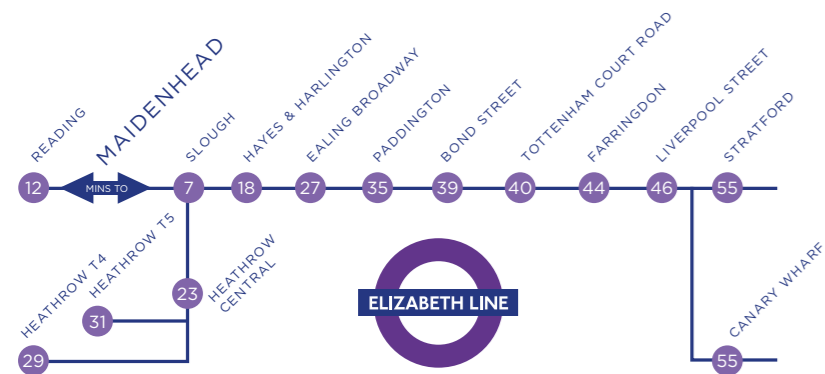 READING
MAIDENHEAD
SLOUGH
HAYES & HARLINGTON
EALING BROADWAY
PADDINGTON
BOND STREET
TOTTENHAM COURT ROAD
FARRINGDON
LIVERPOOL STREET
STRATFORD
12
MINS TO
7
18
27
35
39
40
44
46
55
HEATHROW T4
HEATHROW T5
HEATHROW
CENTRAL
23
31
29
ELIZABETH LINE
CANARY WHARF
55